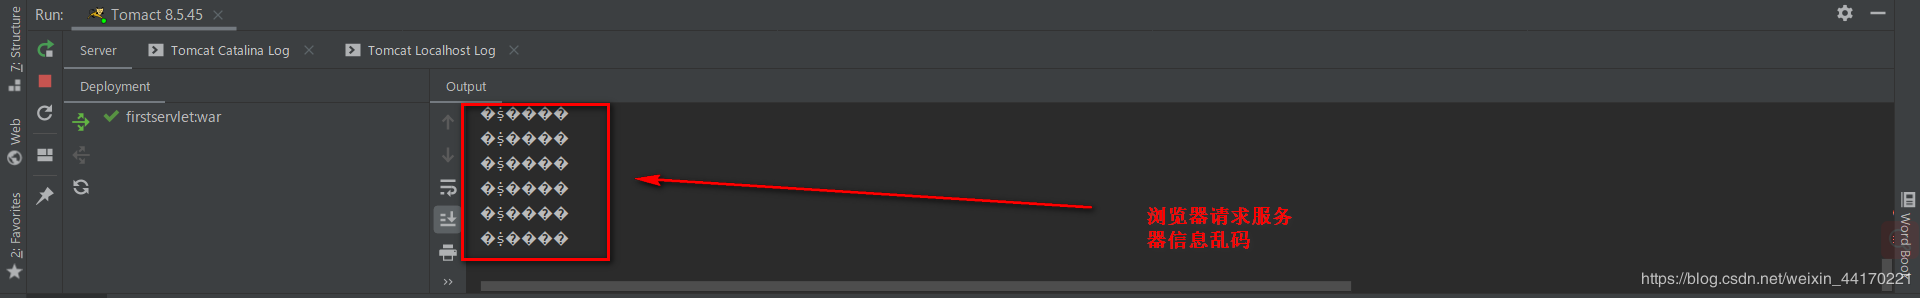 Run: Tomact 8.5.45
7: Structure
Server Tomcat Catalina Log Tomcat Localhost Log
Deployment Output
firstservlet:war
�ṩ����
�ṩ����
�ṩ����
�ṩ����
�ṩ����
�ṩ����
Web
2: Favorites
浏览器请求服务
器信息乱码
Word Book
https://blog.csdn.net/weixin_44170221